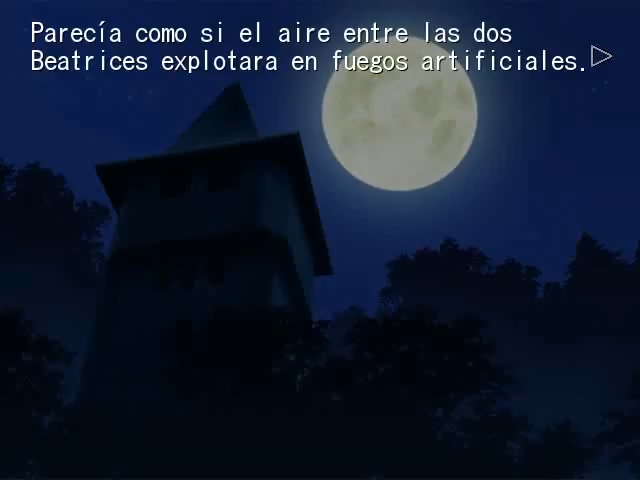 Parecía como si el aire entre las dos
Beatrices explotara en fuegos artificiales.